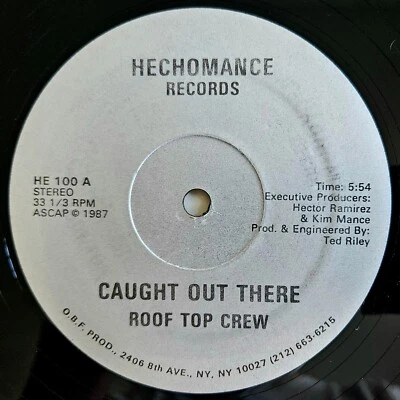 HECHOMANCE
RECORDS
HE 100 A
STEREO
33 1/3 RPM
ASCAP © 1987
Time: 5:54
Executive Producers:
Hector Ramirez
& Kim Mance
Prod. & Engineered By:
Ted Riley
CAUGHT OUT THERE
ROOF TOP CREW
O.B.F. PROD., 2406 8th AVE., NY, NY 10027 (212) 663-6215